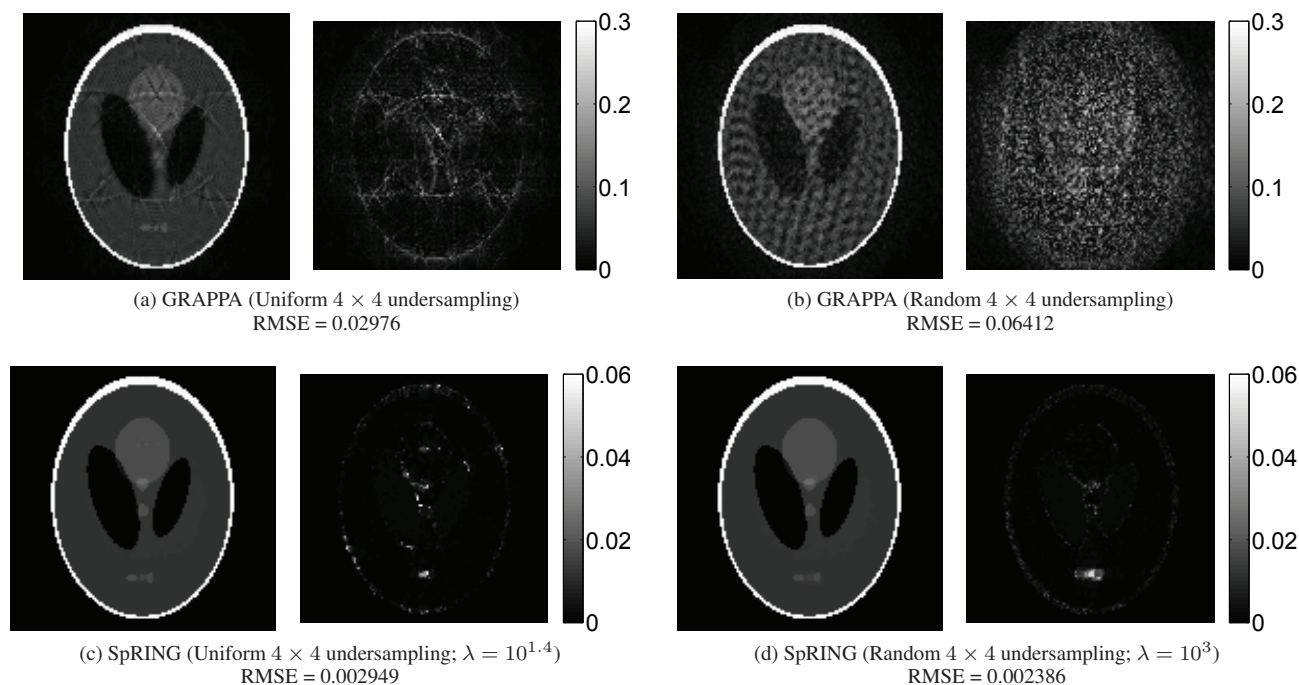 0.3
0.2
0.1
0
(a) GRAPPA (Uniform 4 × 4 undersampling)
RMSE = 0.02976
0.3
0.2
0.1
0
(b) GRAPPA (Random 4 × 4 undersampling)
RMSE = 0.06412
0.06
0.04
0.02
0
(c) SpRING (Uniform 4 × 4 undersampling; λ = 10^1.4)
RMSE = 0.002949
0.06
0.04
0.02
0
(d) SpRING (Random 4 × 4 undersampling; λ = 10^3)
RMSE = 0.002386